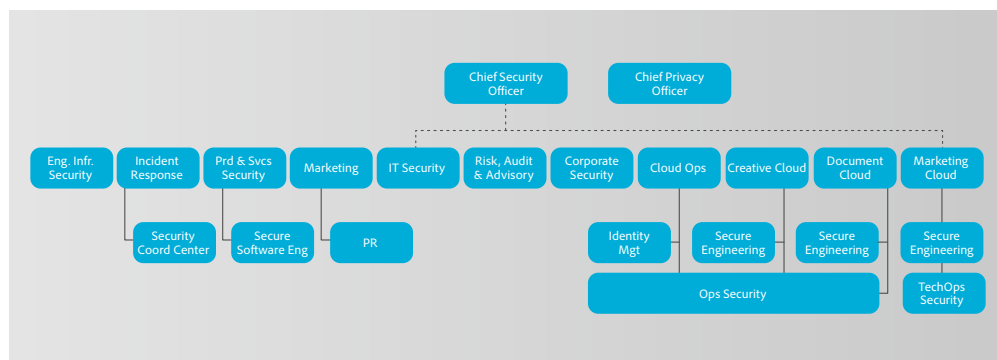 Chief Security
Officer
Chief Privacy
Officer
Eng. Infr.
Security
Incident
Response
Prd & Svcs
Security
Marketing
IT Security
Risk, Audit
& Advisory
Corporate
Security
Cloud Ops
Creative Cloud
Document
Cloud
Marketing
Cloud
Security
Coord Center
Secure
Software Eng
PR
Identity
Mgt
Secure
Engineering
Secure
Engineering
Secure
Engineering
Ops Security
TechOps
Security